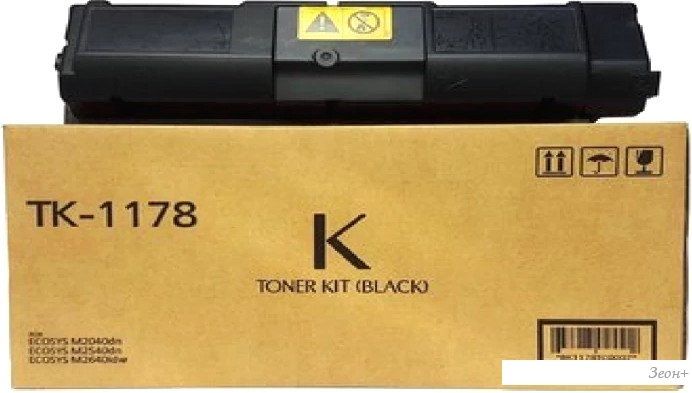 TK-1178
K
TONER KIT (BLACK)
ECOSYS M2040dn
ECOSYS M2540dn
ECOSYS M2640idw
Зеон+